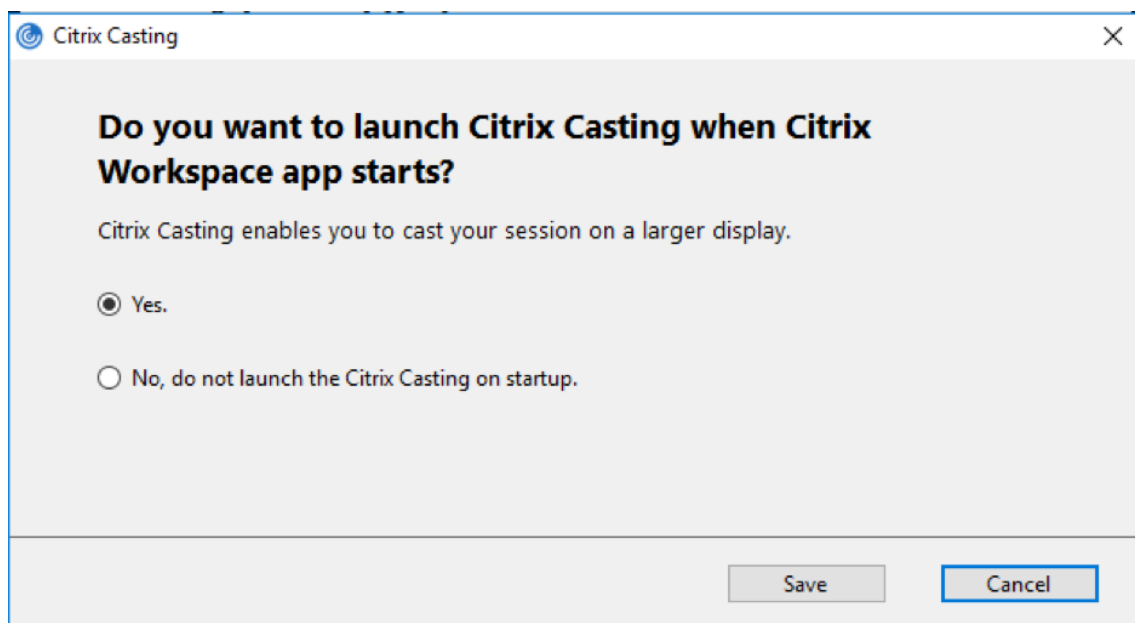 Citrix Casting
Do you want to launch Citrix Casting when Citrix
Workspace app starts?
Citrix Casting enables you to cast your session on a larger display.
Yes.
No, do not launch the Citrix Casting on startup.
Save
Cancel